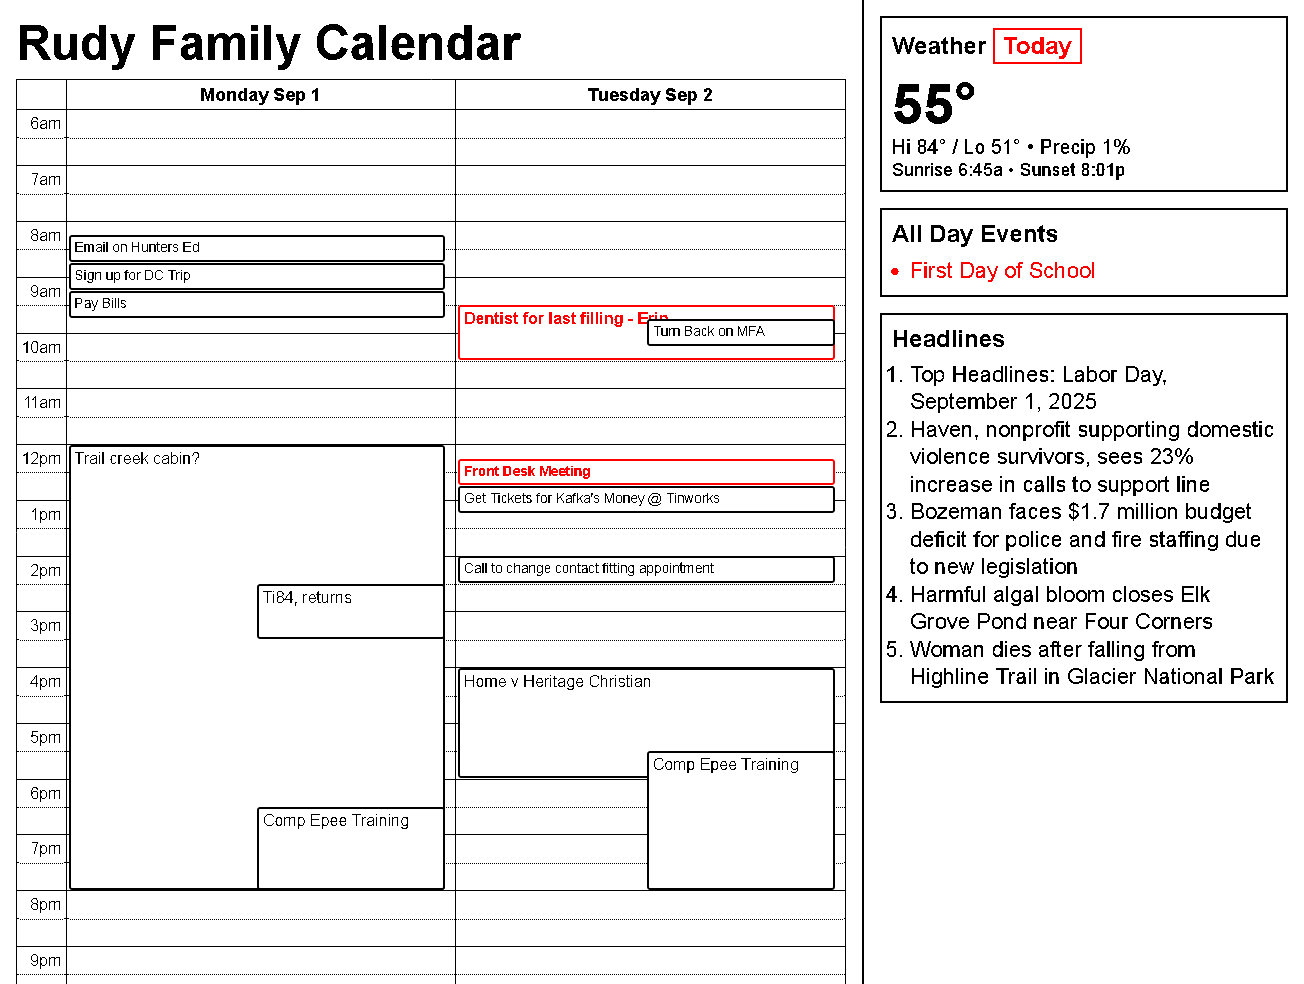 Rudy Family Calendar
Monday Sep 1
Tuesday Sep 2
6am
7am
8am
Email on Hunters Ed
Sign up for DC Trip
9am
Pay Bills
Dentist for last filling - Erin
Turn Back on MFA
10am
11am
12pm
Trail creek cabin?
Front Desk Meeting
Get Tickets for Kafka's Money @ Tinworks
1pm
2pm
Call to change contact fitting appointment
Ti84, returns
3pm
4pm
Home v Heritage Christian
5pm
Comp Epee Training
6pm
Comp Epee Training
7pm
8pm
9pm
Weather Today
55°
Hi 84° / Lo 51° • Precip 1%
Sunrise 6:45a • Sunset 8:01p
All Day Events
• First Day of School
Headlines
1. Top Headlines: Labor Day,
September 1, 2025
2. Haven, nonprofit supporting domestic
violence survivors, sees 23%
increase in calls to support line
3. Bozeman faces $1.7 million budget
deficit for police and fire staffing due
to new legislation
4. Harmful algal bloom closes Elk
Grove Pond near Four Corners
5. Woman dies after falling from
Highline Trail in Glacier National Park